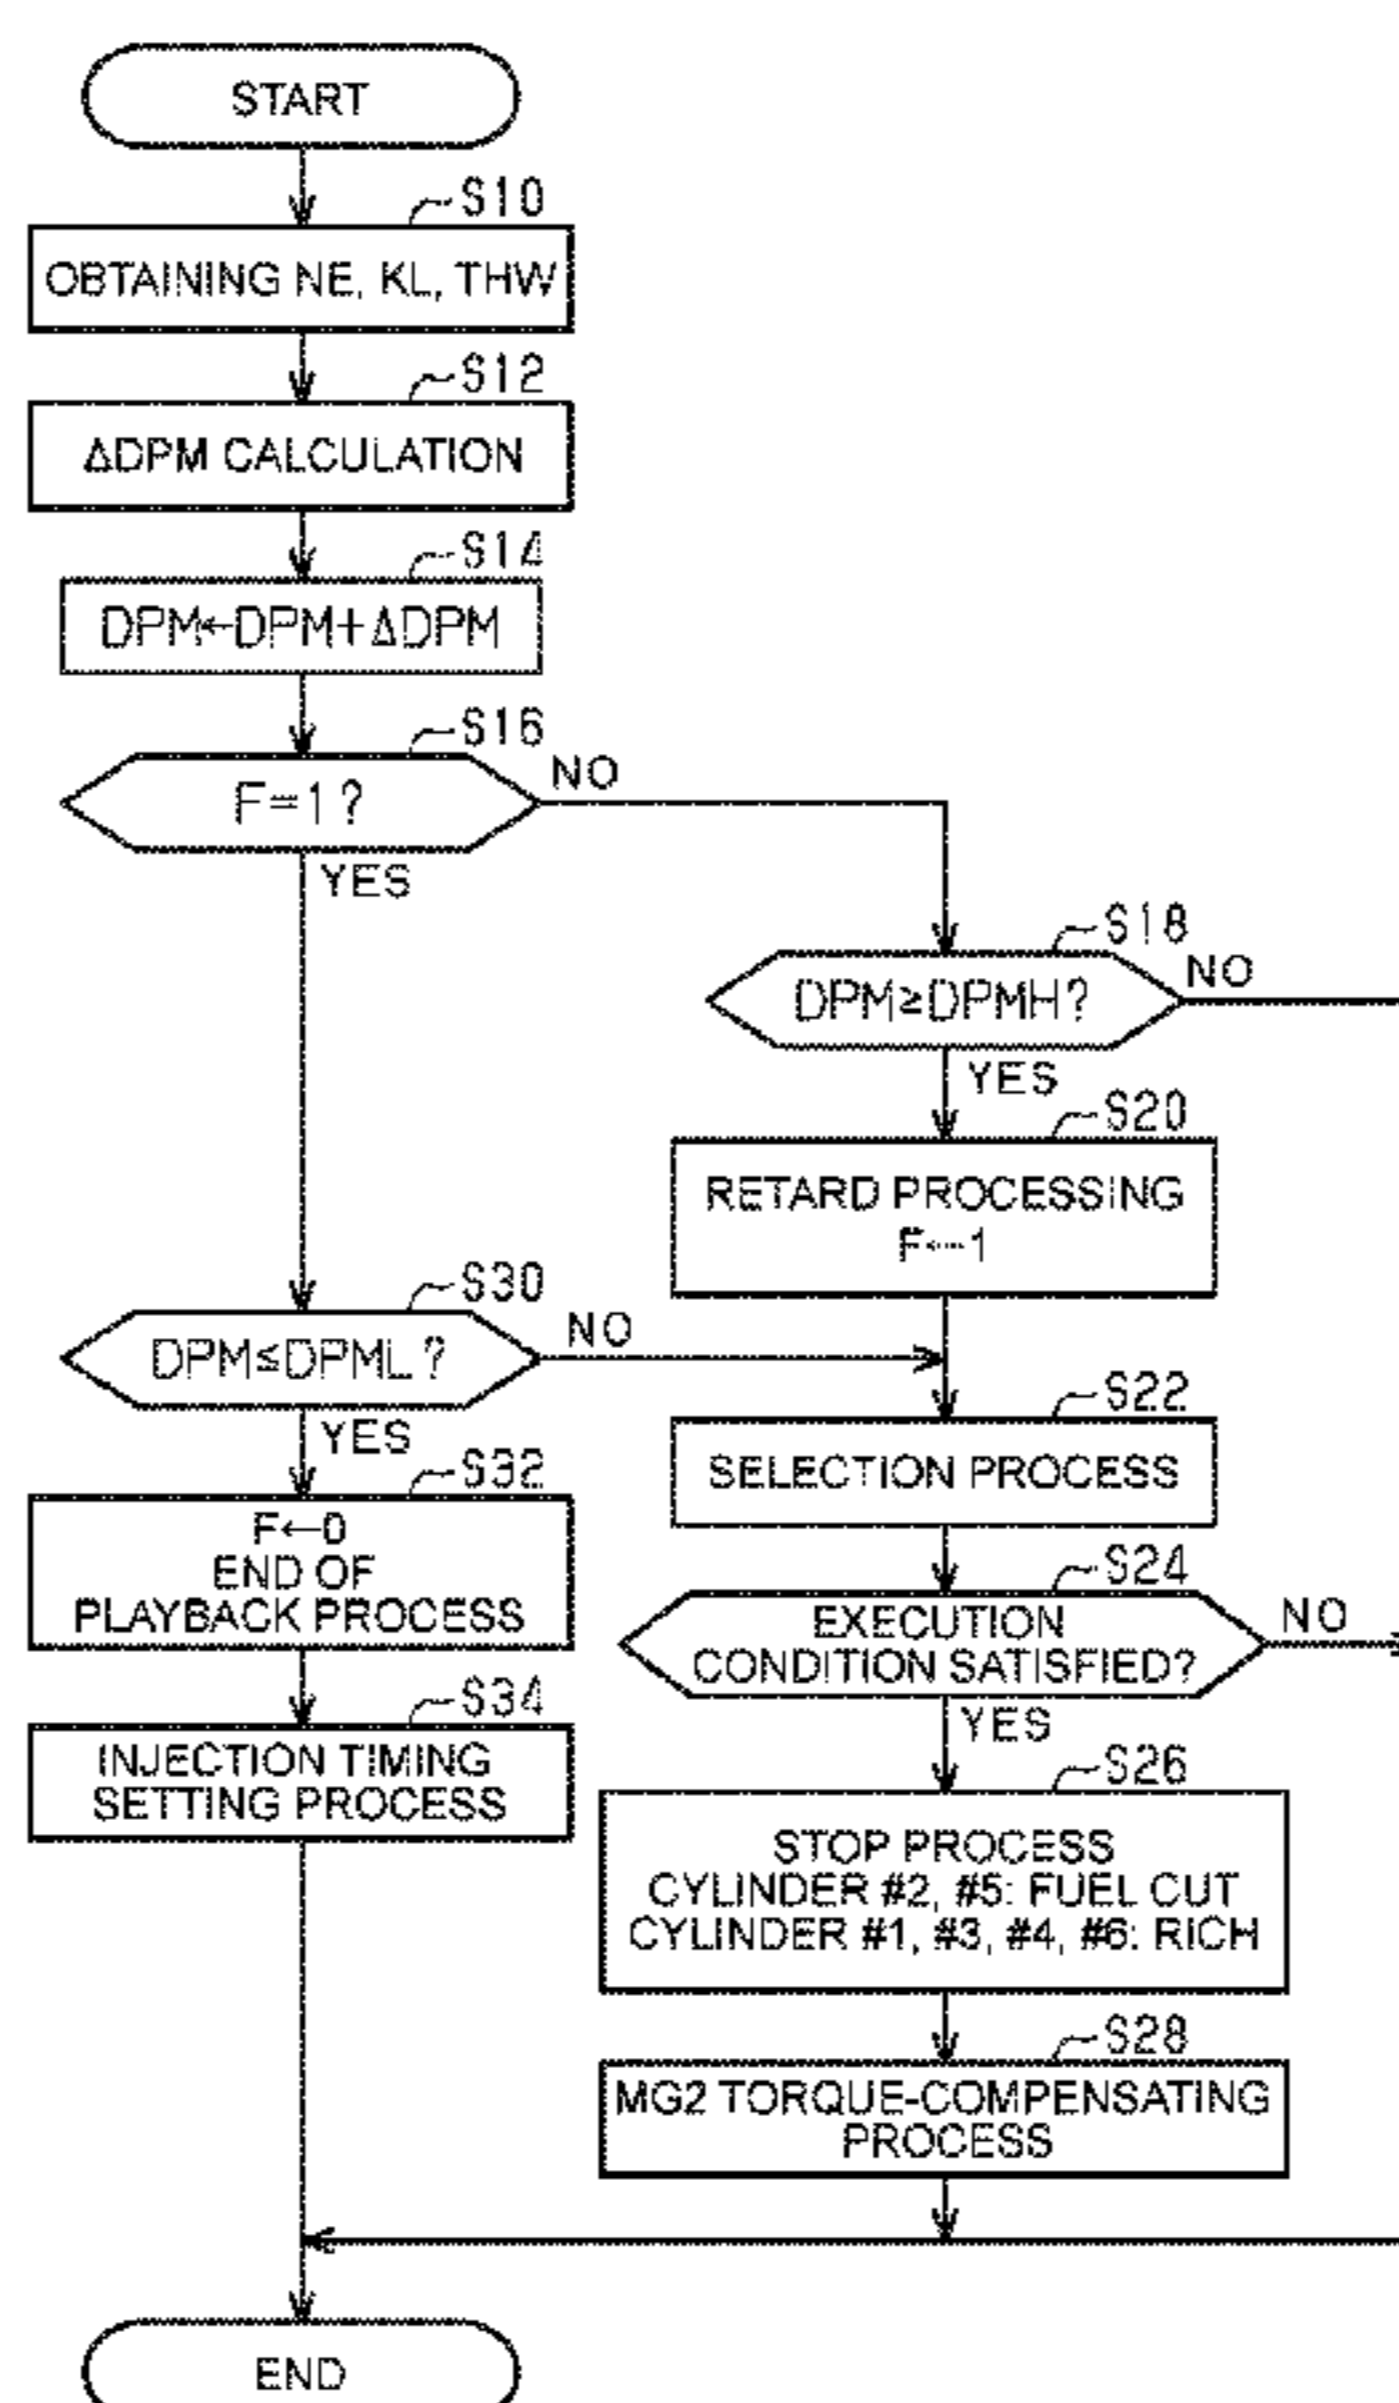 START
S10
OBTAINING NE, KL, THW
S12
ΔDPM CALCULATION
S14
DPM←DPM+ΔDPM
S16
F=1?
NO
YES
S18
DPM≥DPMH?
NO
YES
S20
RETARD PROCESSING
F←1
S30
DPM≤DPML?
NO
YES
S22
SELECTION PROCESS
S32
F←0
END OF
PLAYBACK PROCESS
S24
EXECUTION
CONDITION SATISFIED?
NO
YES
S34
INJECTION TIMING
SETTING PROCESS
S26
STOP PROCESS
CYLINDER #2, #5: FUEL CUT
CYLINDER #1, #3, #4, #6: RICH
S28
MG2 TORQUE-COMPENSATING
PROCESS
END